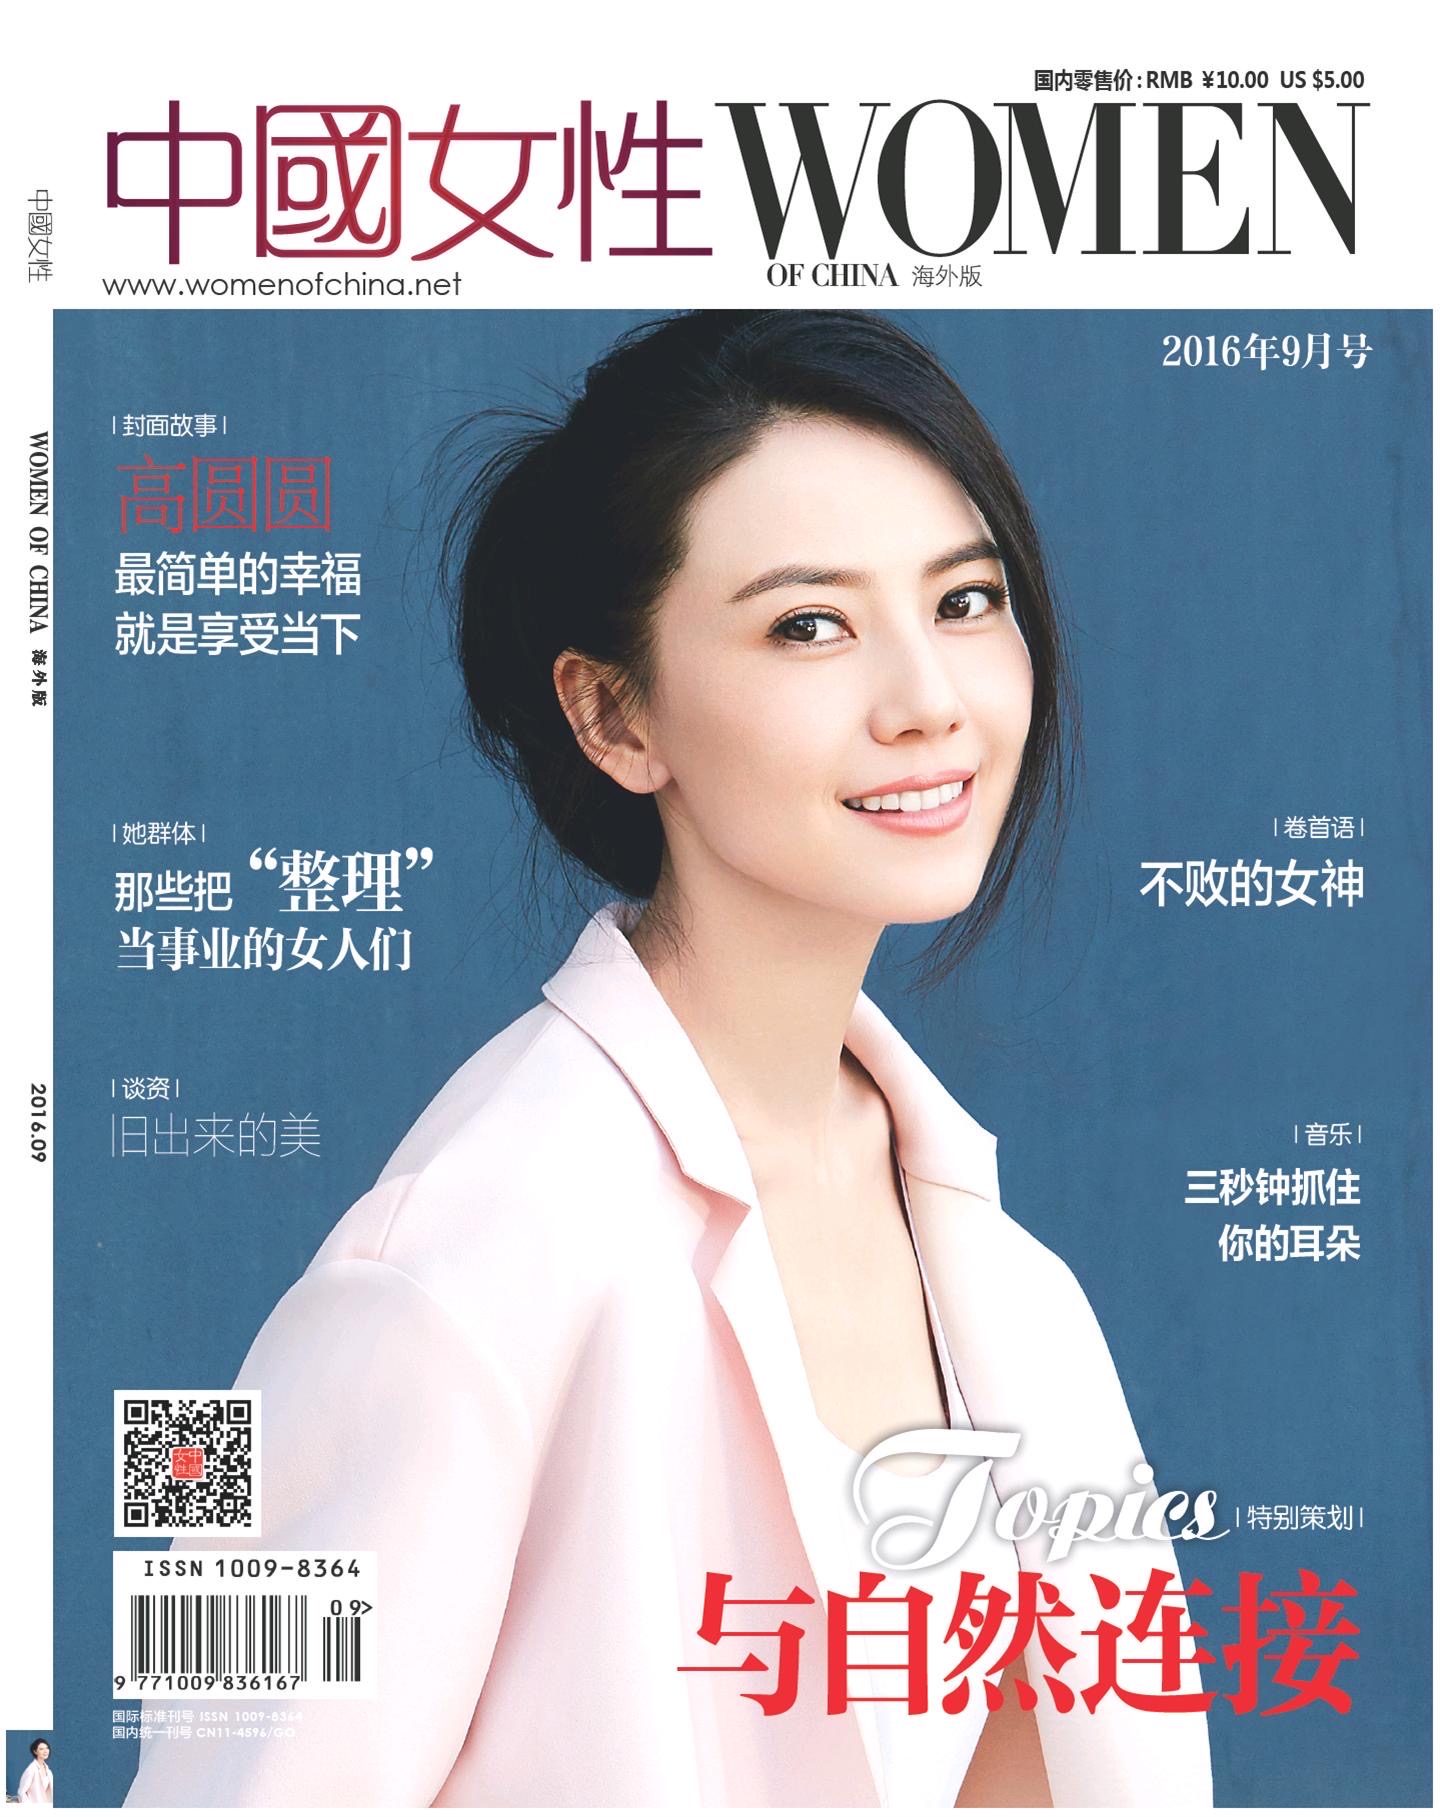 国内零售价：RMB ¥10.00 US $5.00
中國女性 WOMEN
OF CHINA 海外版
www.womenofchina.net
中國女性
WOMEN OF CHINA 海外版
2016.09
2016年9月号
|封面故事|
高圆圆
最简单的幸福
就是享受当下
|她群体|
那些把“整理”
当事业的女人们
|谈资|
旧出来的美
|卷首语|
不败的女神
|音乐|
三秒钟抓住
你的耳朵
Topics |特别策划|
与自然连接
中國女性
ISSN 1009-8364
09>
9 771009 836167
国际标准刊号 ISSN 1009-8364
国内统一刊号 CN11-4596/GO